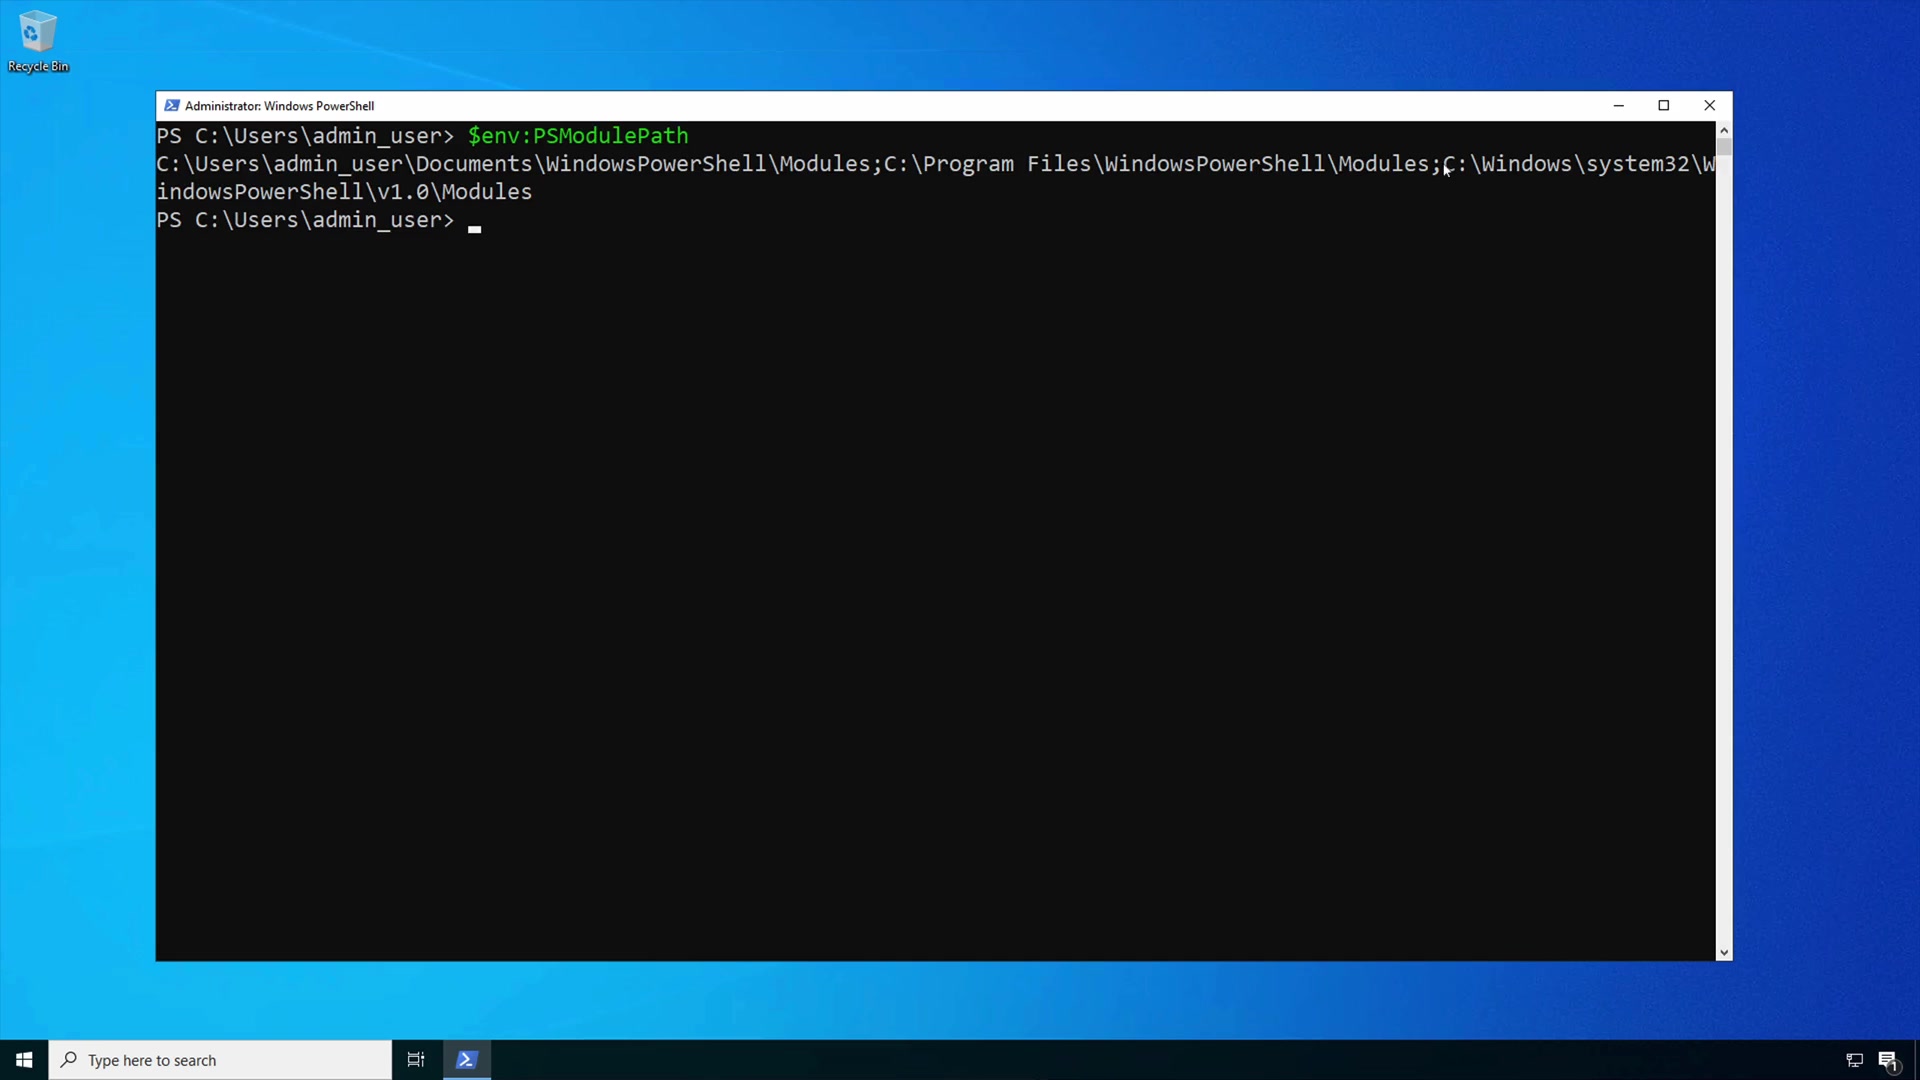 Recycle Bin
Administrator: Windows PowerShell
PS C:\Users\admin_user> $env:PSModulePath
C:\Users\admin_user\Documents\WindowsPowerShell\Modules;C:\Program Files\WindowsPowerShell\Modules;C:\Windows\system32\W
indowsPowerShell\v1.0\Modules
PS C:\Users\admin_user>
Type here to search
1